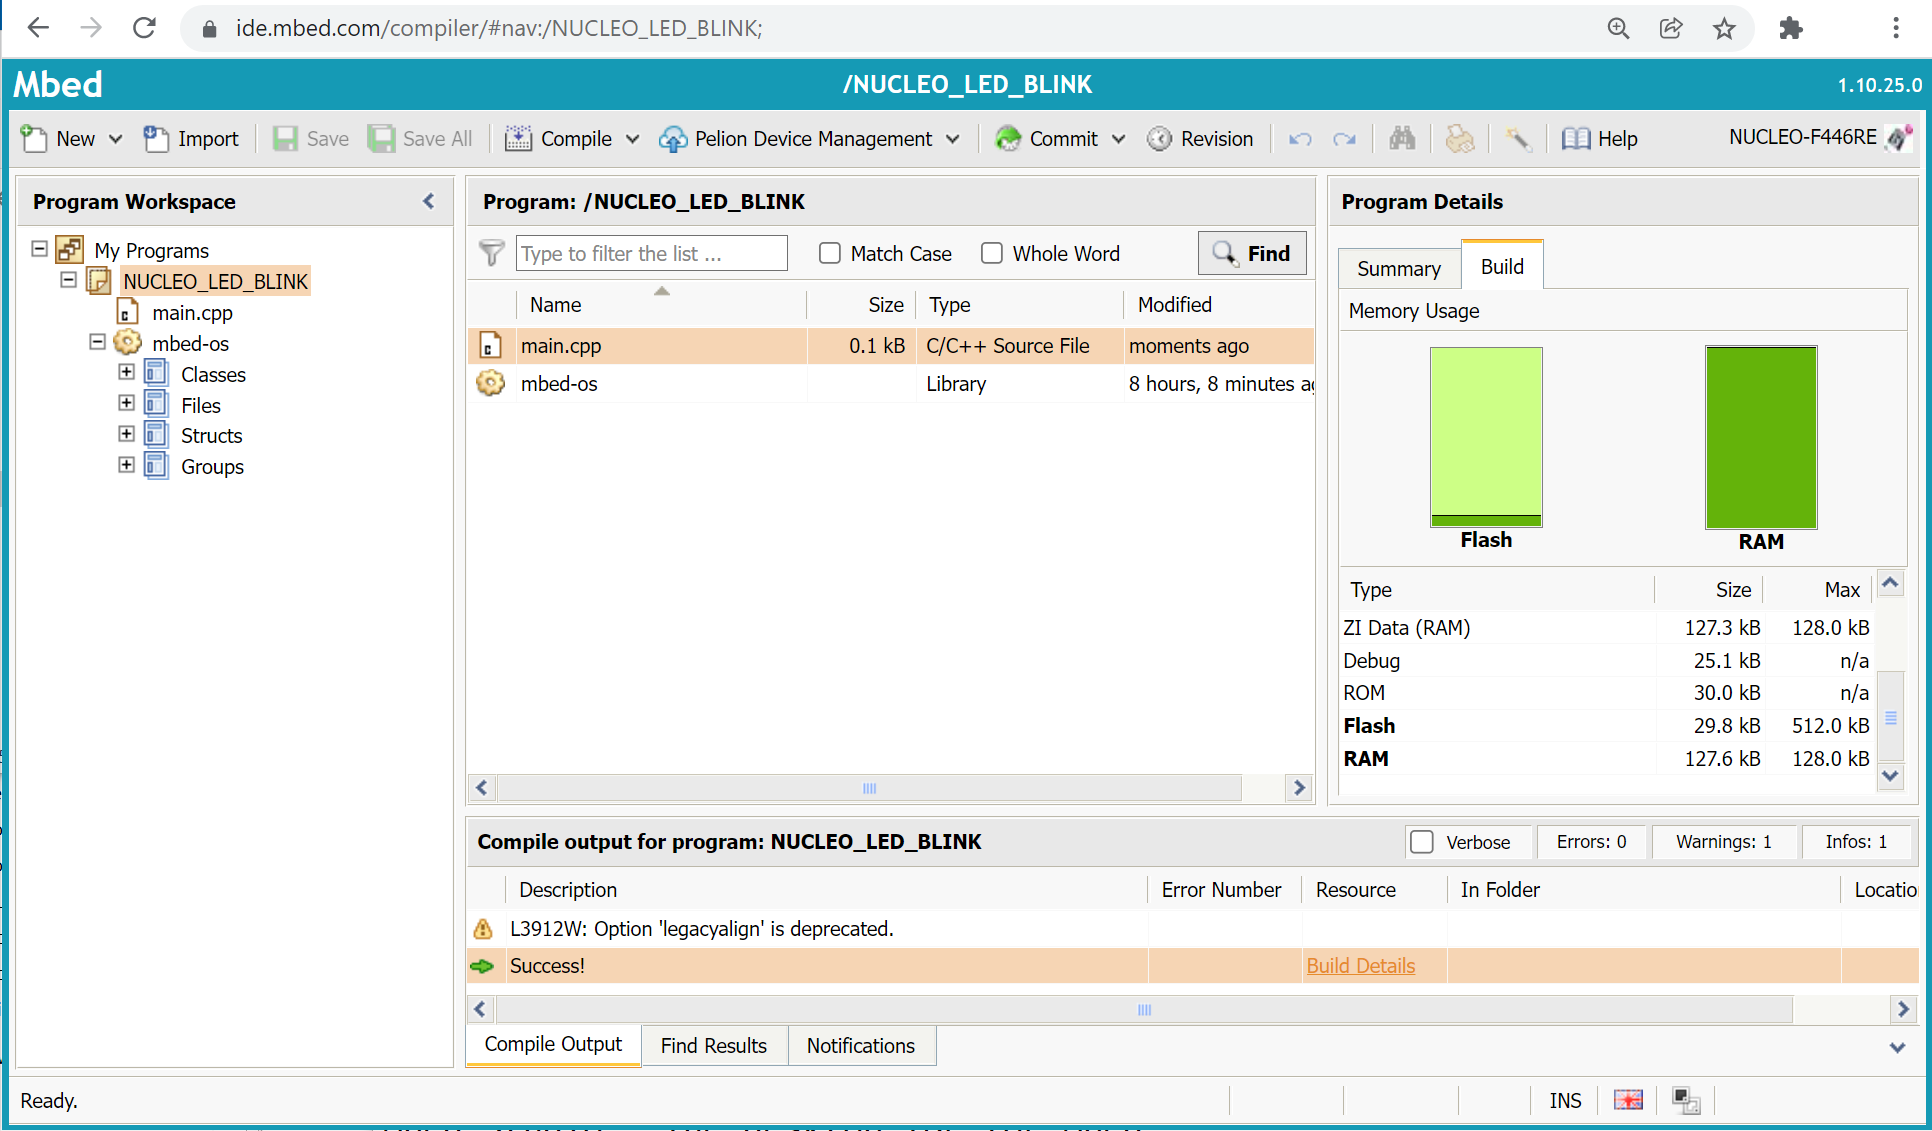 ide.mbed.com/compiler/#nav:/NUCLEO_LED_BLINK;
Mbed
/NUCLEO_LED_BLINK
1.10.25.0
New
Import
Save
Save All
Compile
Pelion Device Management
Commit
Revision
Help
NUCLEO-F446RE
Program Workspace
My Programs
NUCLEO_LED_BLINK
main.cpp
mbed-os
Classes
Files
Structs
Groups
Program: /NUCLEO_LED_BLINK
Type to filter the list ...
Match Case
Whole Word
Find
Name Size Type Modified
main.cpp 0.1 kB C/C++ Source File moments ago
mbed-os Library 8 hours, 8 minutes
Program Details
Summary
Build
Memory Usage
Flash
RAM
Type Size Max
ZI Data (RAM) 127.3 kB 128.0 kB
Debug 25.1 kB n/a
ROM 30.0 kB n/a
Flash 29.8 kB 512.0 kB
RAM 127.6 kB 128.0 kB
Compile output for program: NUCLEO_LED_BLINK
Verbose
Errors: 0
Warnings: 1
Infos: 1
Description Error Number Resource In Folder Locatio
L3912W: Option 'legacyalign' is deprecated.
Success! Build Details
Compile Output
Find Results
Notifications
Ready.
INS